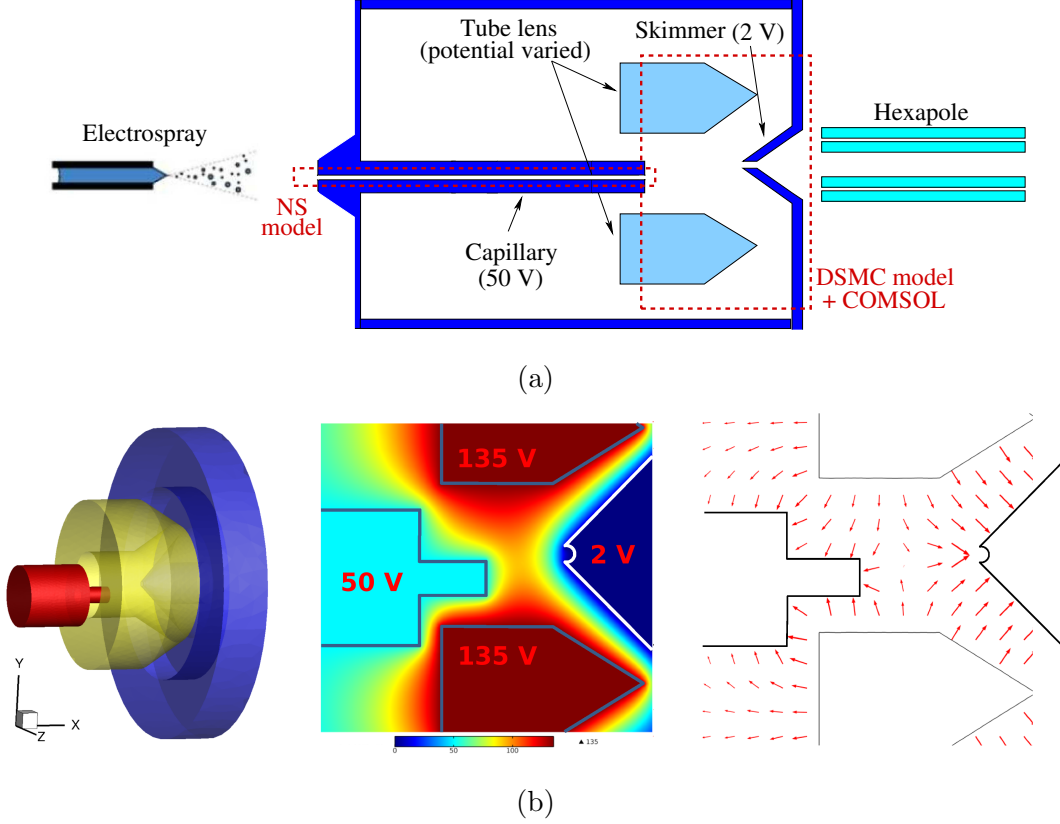 Tube lens
(potential varied)
Skimmer (2 V)
Electrospray
Hexapole
NS
model
Capillary
(50 V)
DSMC model
+ COMSOL
(a)
135 V
50 V
2 V
135 V
Y
X
Z
0
50
100
▲ 135
(b)